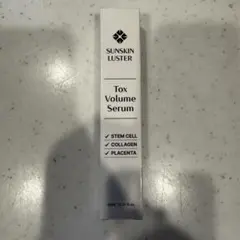 SUNSKIN
LUSTER
Tox
Volume
Serum
✓ STEM CELL
✓ COLLAGEN
✓ PLACENTA